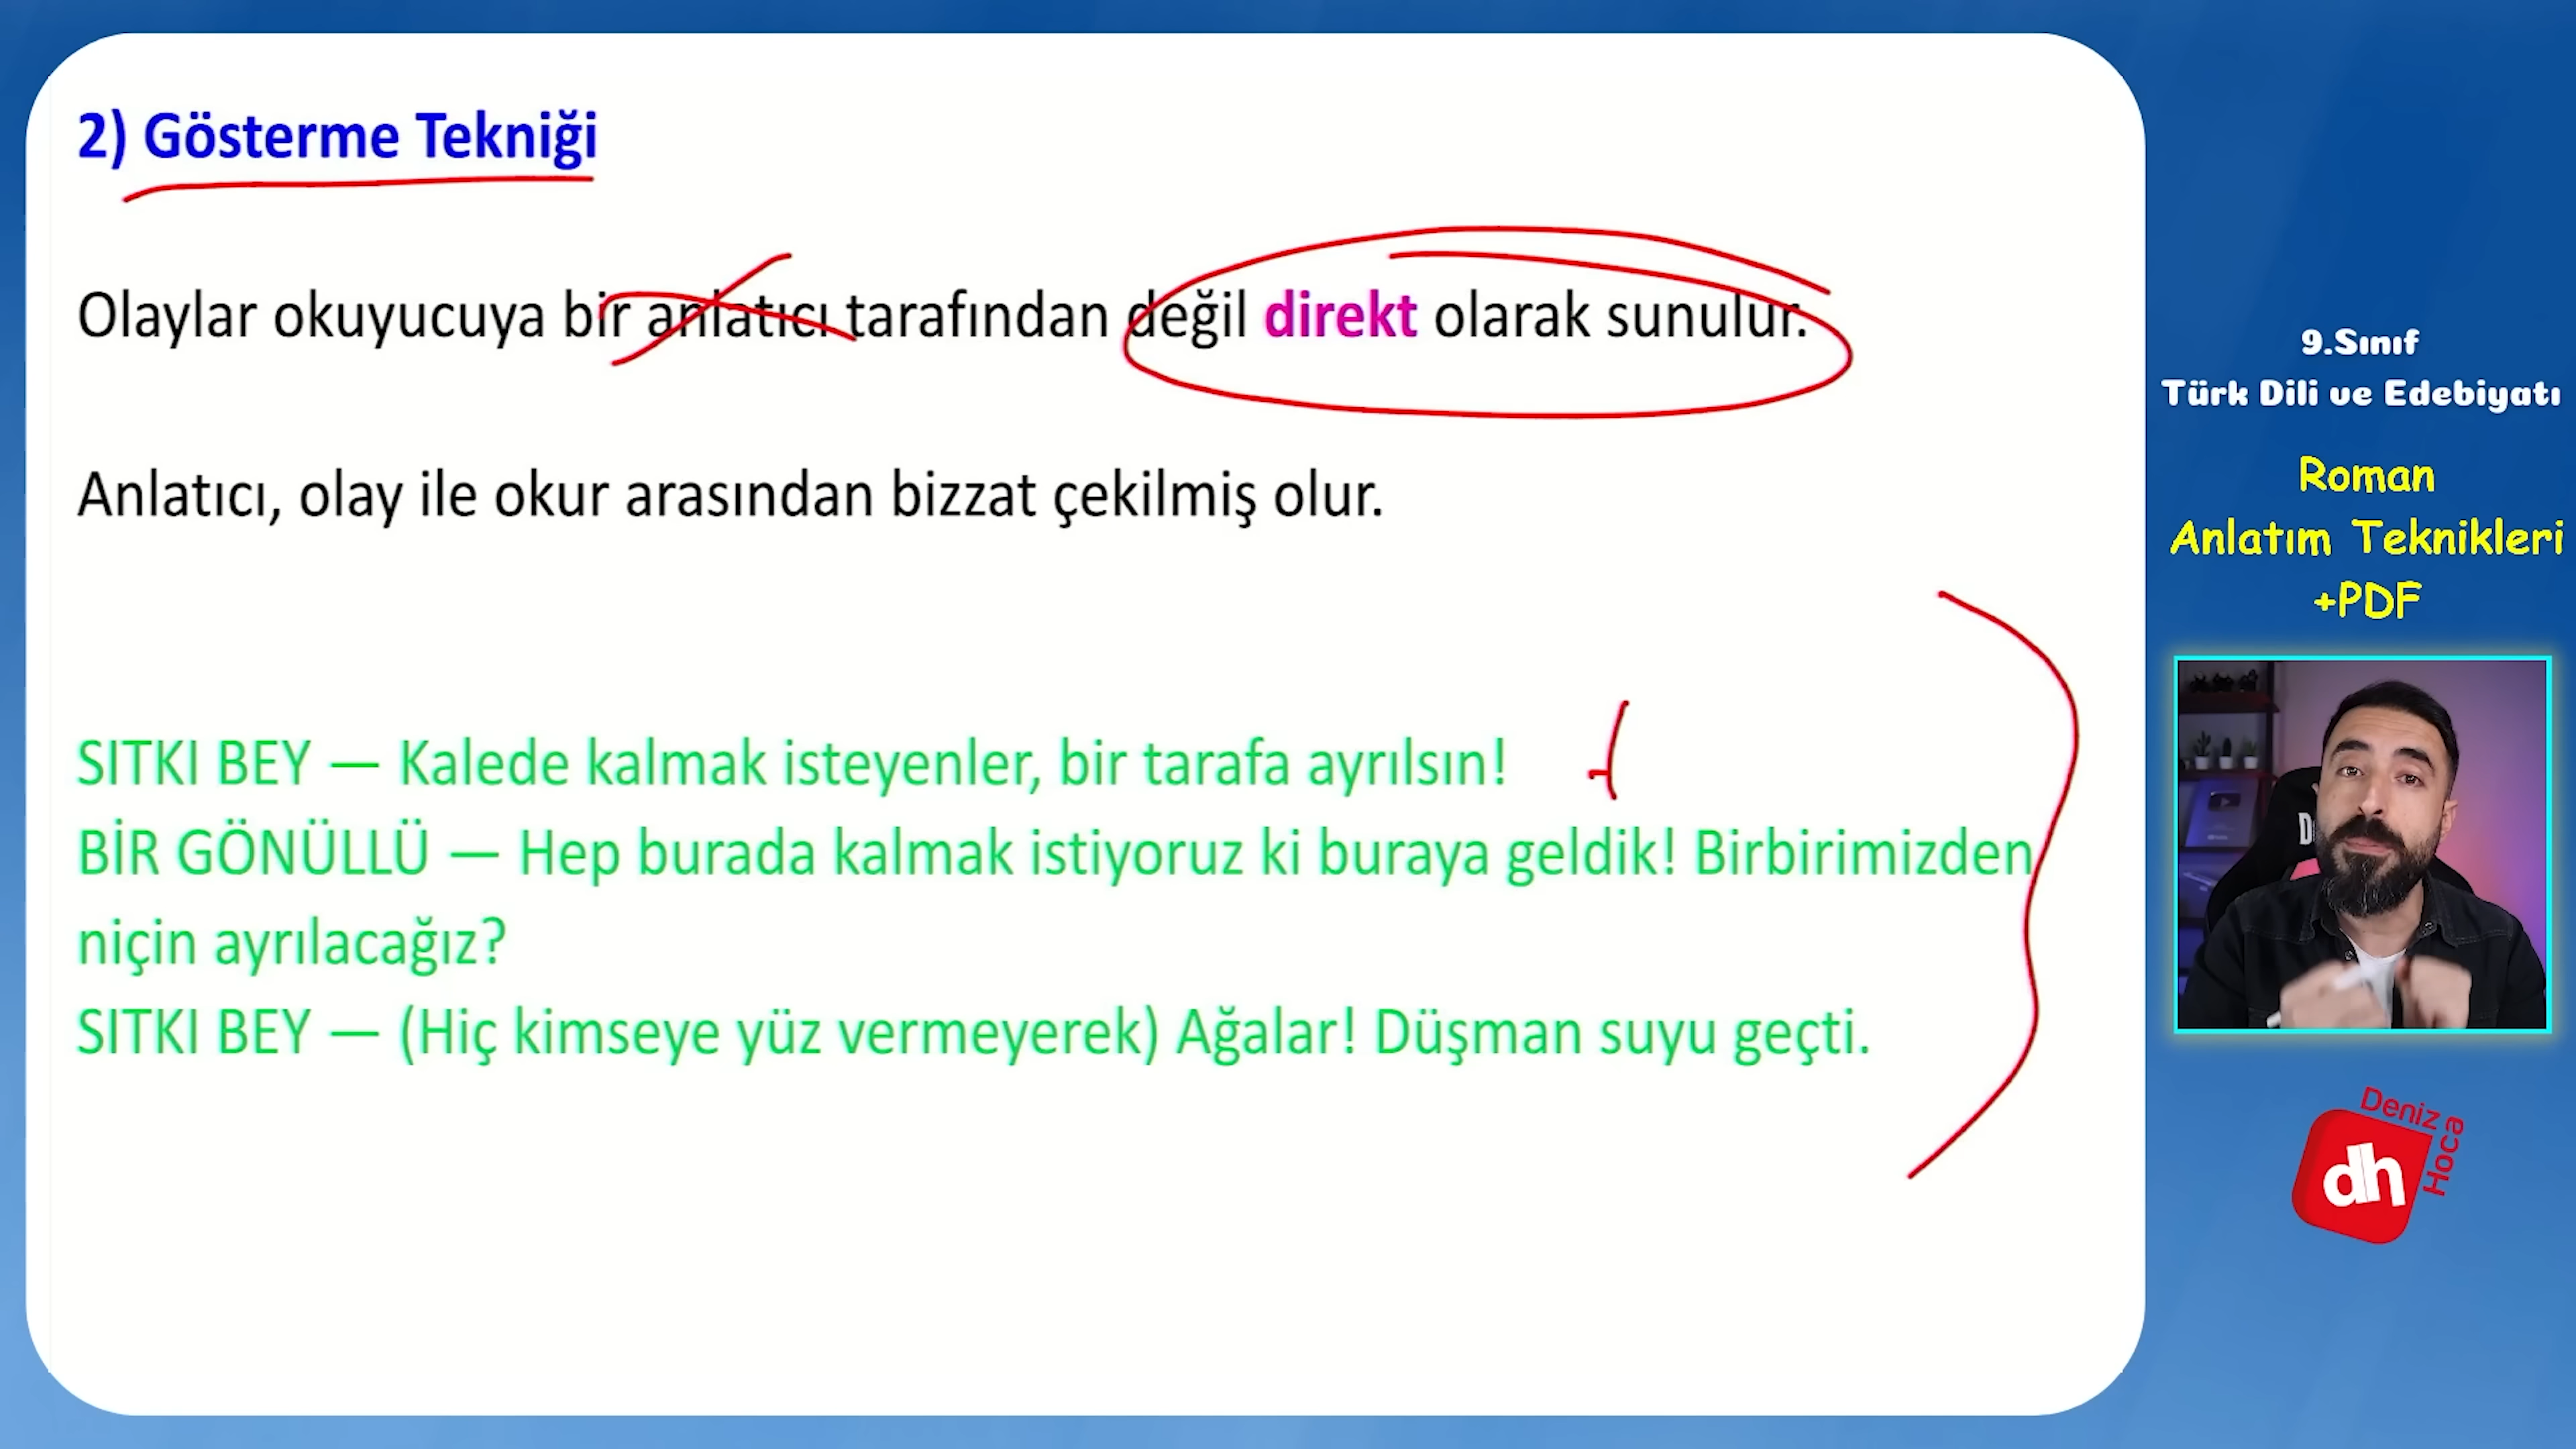 2) Gösterme Tekniği
Olaylar okuyucuya bir anlatıcı tarafından değil direkt olarak sunulur.
Anlatıcı, olay ile okur arasından bizzat çekilmiş olur.
SITKI BEY — Kalede kalmak isteyenler, bir tarafa ayrılsın!
BİR GÖNÜLLÜ — Hep burada kalmak istiyoruz ki buraya geldik! Birbirimizden
niçin ayrılacağız?
SITKI BEY — (Hiç kimseye yüz vermeyerek) Ağalar! Düşman suyu geçti.
9.Sınıf
Türk Dili ve Edebiyatı
Roman
Anlatım Teknikleri
+PDF
Deniz
Hoca
dh